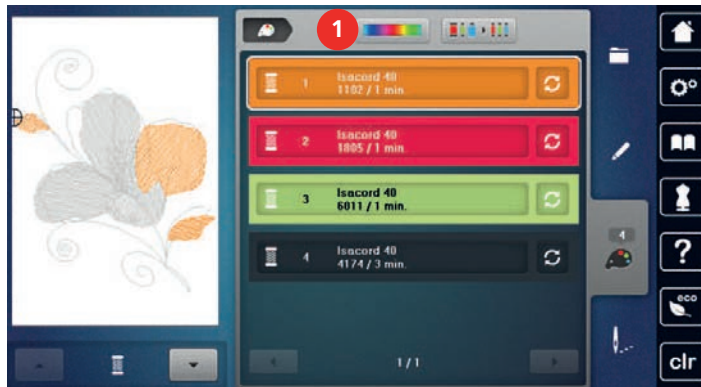 1
1 Isacord 40
1102 / 1 min.
2 Isacord 40
1805 / 1 min.
3 Isacord 40
6011 / 1 min.
4 Isacord 40
4174 / 3 min.
4
?
eco
1/1
clr